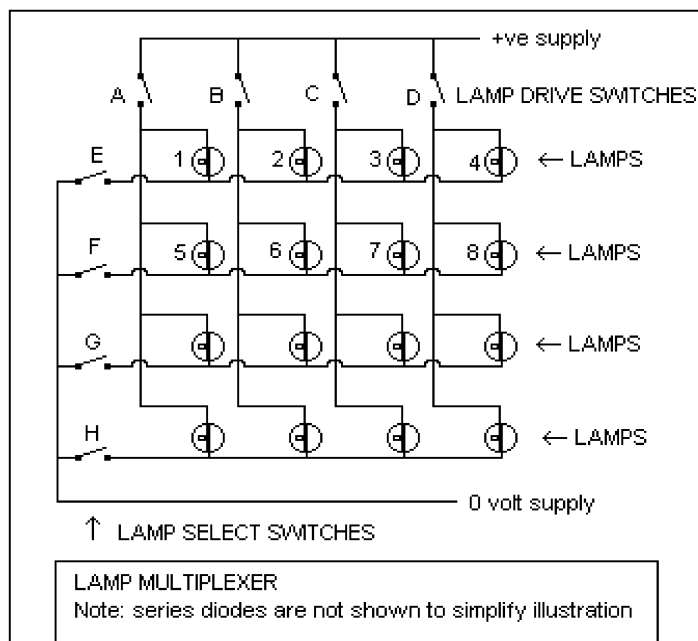 +ve supply
A B C D LAMP DRIVE SWITCHES
E 1 2 3 4 ← LAMPS
F 5 6 7 8 ← LAMPS
G ← LAMPS
H ← LAMPS
0 volt supply
↑ LAMP SELECT SWITCHES
LAMP MULTIPLEXER
Note: series diodes are not shown to simplify illustration